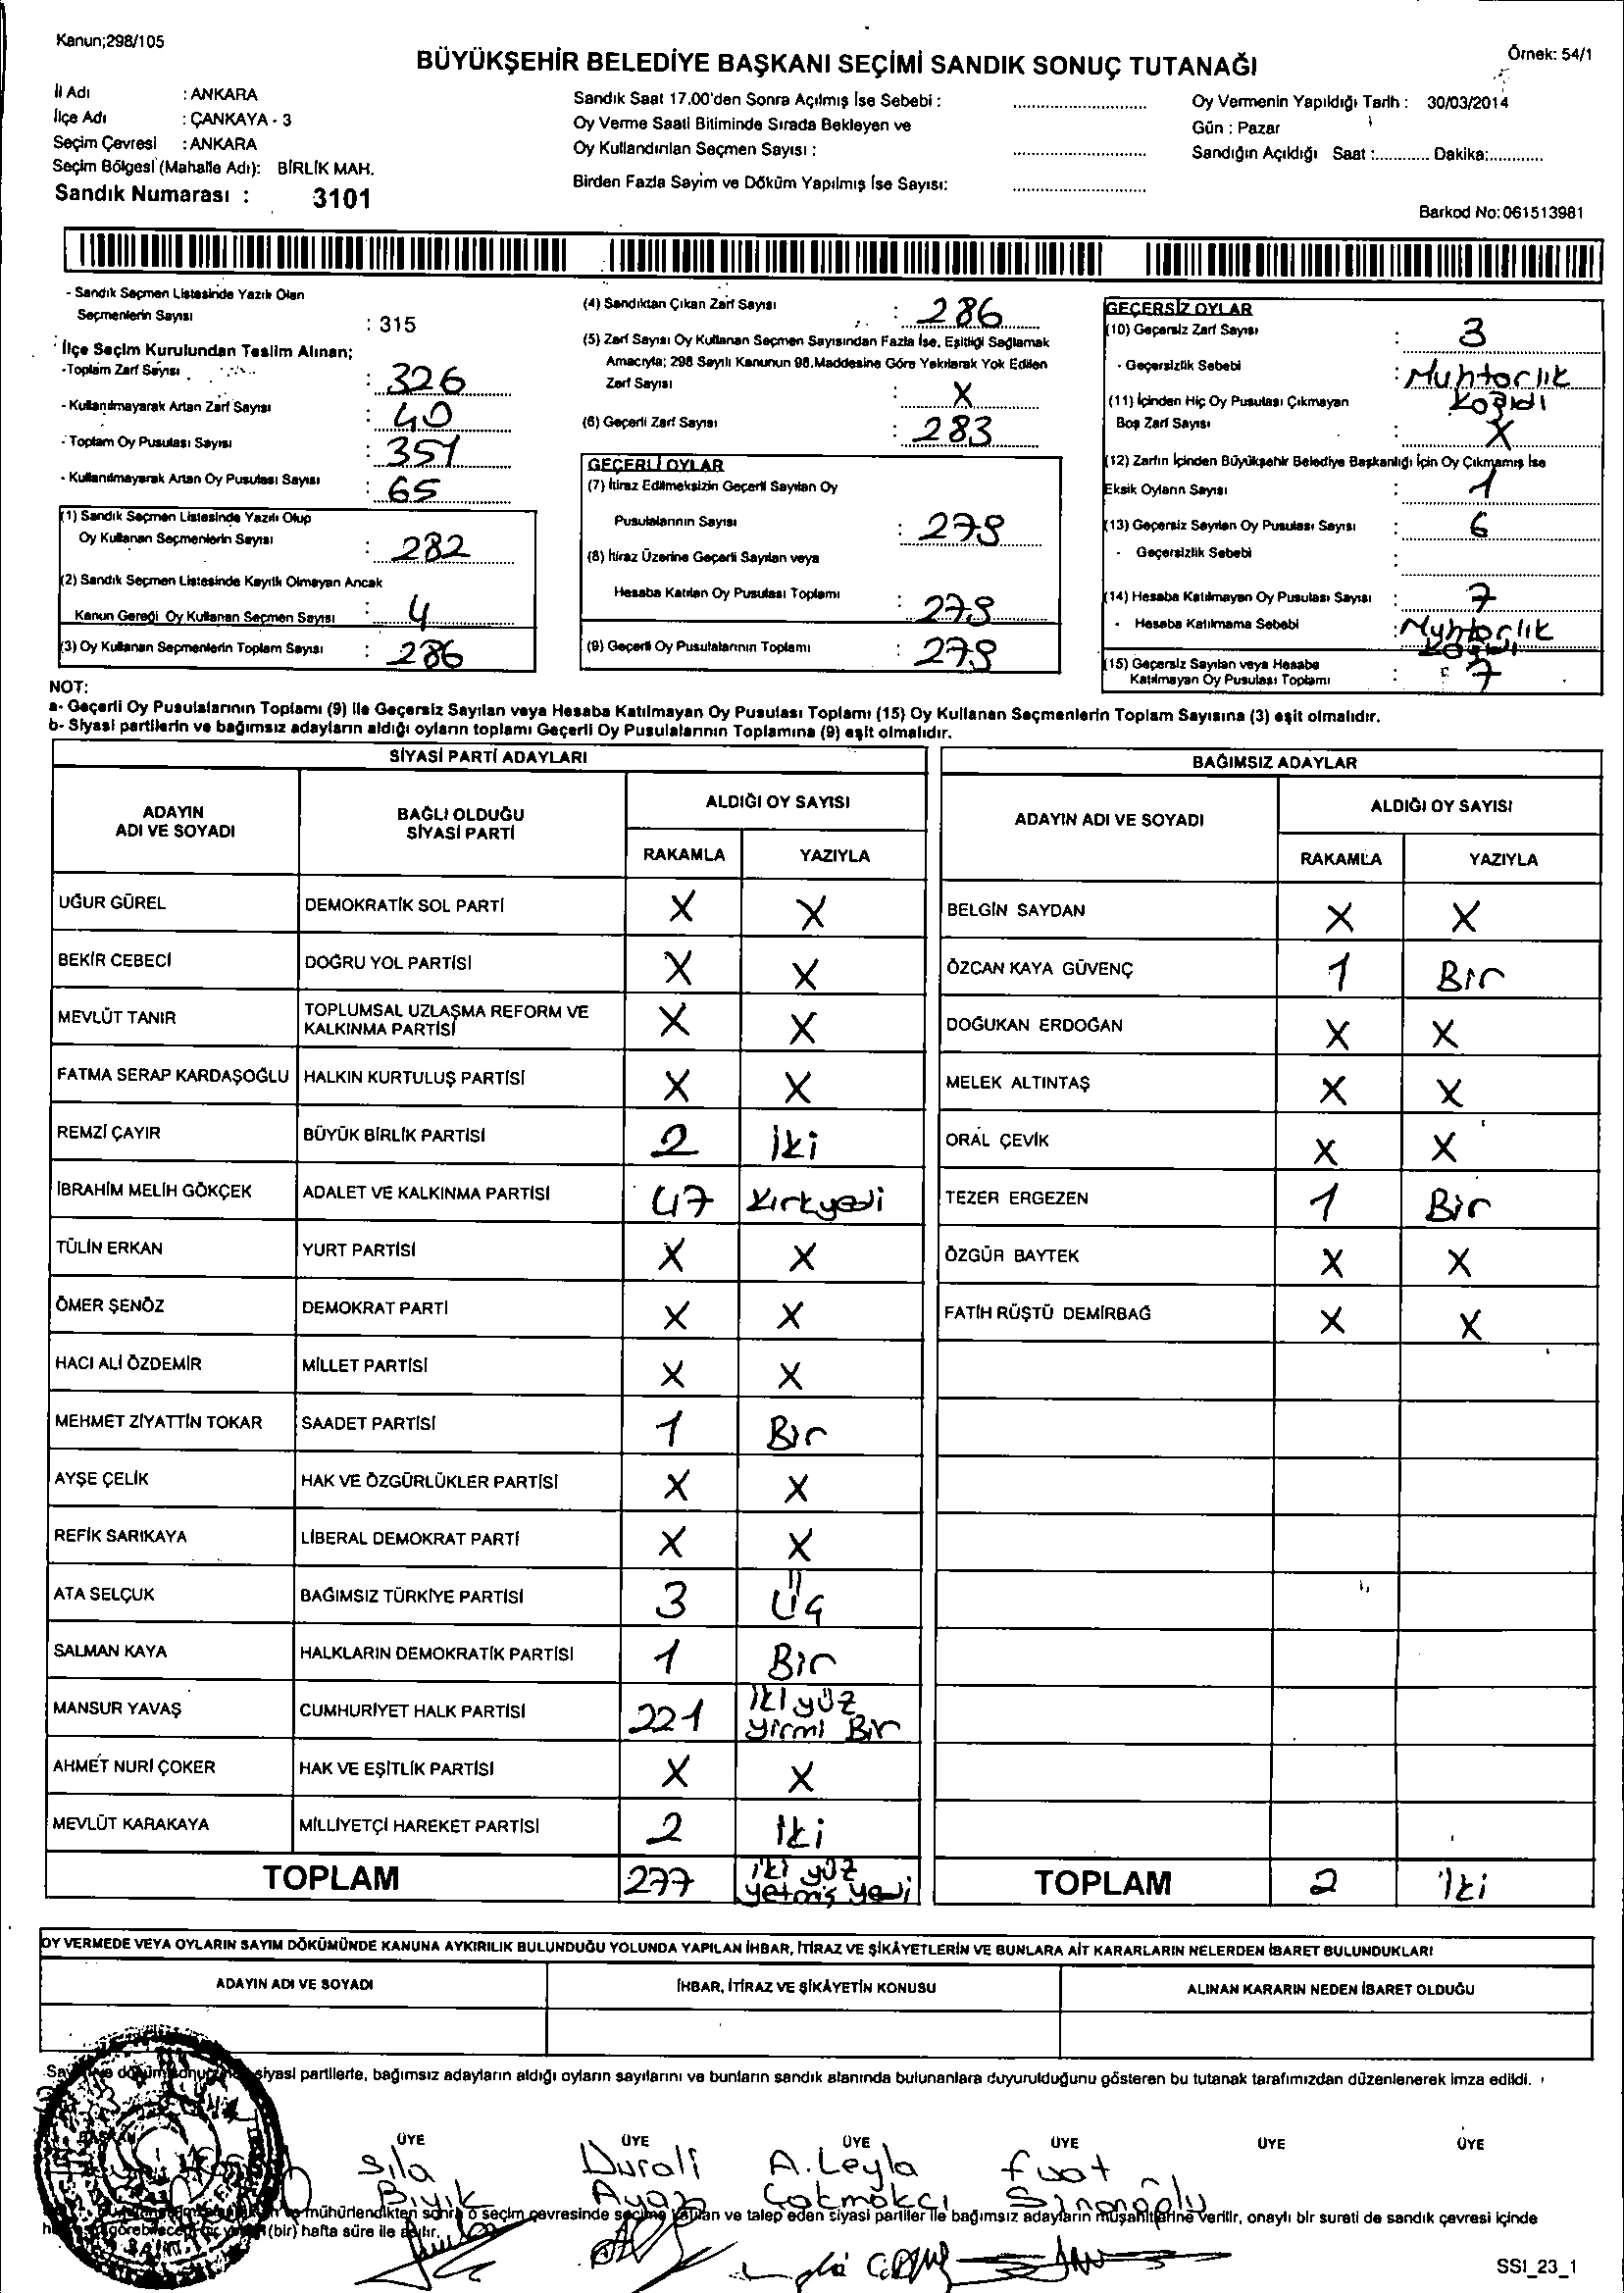 Kanun;298/105
Örnek: 54/1
BÜYÜKŞEHİR BELEDİYE BAŞKANI SEÇİMİ SANDIK SONUÇ TUTANAĞI
İl Adı : ANKARA
İlçe Adı : ÇANKAYA - 3
Seçim Çevresi : ANKARA
Seçim Bölgesi (Mahalle Adı): BİRLİK MAH.
Sandık Numarası : 3101
Sandık Saat 17.00'den Sonra Açılmış İse Sebebi :
Oy Verme Saati Bitiminde Sırada Bekleyen ve
Oy Kullandırılan Seçmen Sayısı :
Birden Fazla Sayım ve Döküm Yapılmış İse Sayısı:
Oy Vermenin Yapıldığı Tarih : 30/03/2014
Gün : Pazar
Sandığın Açıldığı Saat :............ Dakika:............
Barkod No:061513981
- Sandık Seçmen Listesinde Yazılı Olan
Seçmenlerin Sayısı : 315
İlçe Seçim Kurulundan Teslim Alınan;
-Toplam Zarf Sayısı : 326
- Kullanılmayarak Artan Zarf Sayısı : 40
- Toplam Oy Pusulası Sayısı : 351
- Kullanılmayarak Artan Oy Pusulası Sayısı : 65
(1) Sandık Seçmen Listesinde Yazılı Olup
Oy Kullanan Seçmenlerin Sayısı : 282
(2) Sandık Seçmen Listesinde Kayıtlı Olmayan Ancak
Kanun Gereği Oy Kullanan Seçmen Sayısı : 4
(3) Oy Kullanan Seçmenlerin Toplam Sayısı : 286
(4) Sandıktan Çıkan Zarf Sayısı : 286
(5) Zarf Sayısı Oy Kullanan Seçmen Sayısından Fazla İse, Eşitliği Sağlamak
Amacıyla; 298 Sayılı Kanunun 98.Maddesine Göre Yakılarak Yok Edilen
Zarf Sayısı : X
(6) Geçerli Zarf Sayısı : 283
GEÇERLİ OYLAR
(7) İtiraz Edilmeksizin Geçerli Sayılan Oy
Pusulalarının Sayısı : 279
(8) İtiraz Üzerine Geçerli Sayılan veya
Hesaba Katılan Oy Pusulası Toplamı : 279
(9) Geçerli Oy Pusulalarının Toplamı : 279
GEÇERSİZ OYLAR
(10) Geçersiz Zarf Sayısı : 3
- Geçersizlik Sebebi : Muhtarlık
Kağıdı
(11) İçinden Hiç Oy Pusulası Çıkmayan
Boş Zarf Sayısı : X
(12) Zarfın İçinden Büyükşehir Belediye Başkanlığı İçin Oy Çıkmamış İse
Eksik Oyların Sayısı : 1
(13) Geçersiz Sayılan Oy Pusulası Sayısı : 6
- Geçersizlik Sebebi :
(14) Hesaba Katılmayan Oy Pusulası Sayısı : 7
- Hesaba Katılmama Sebebi : Muhtarlık
Kağıdı
(15) Geçersiz Sayılan veya Hesaba
Katılmayan Oy Pusulası Toplamı : 7
NOT:
a- Geçerli Oy Pusulalarının Toplamı (9) İle Geçersiz Sayılan veya Hesaba Katılmayan Oy Pusulası Toplamı (15) Oy Kullanan Seçmenlerin Toplam Sayısına (3) eşit olmalıdır.
b- Siyasi partilerin ve bağımsız adayların aldığı oyların toplamı Geçerli Oy Pusulalarının Toplamına (9) eşit olmalıdır.
SİYASİ PARTİ ADAYLARI
ADAYIN ADI VE SOYADI
BAĞLI OLDUĞU SİYASİ PARTİ
ALDIĞI OY SAYISI
RAKAMLA YAZIYLA
UĞUR GÜREL DEMOKRATİK SOL PARTİ X X
BEKİR CEBECİ DOĞRU YOL PARTİSİ X X
MEVLÜT TANIR TOPLUMSAL UZLAŞMA REFORM VE KALKINMA PARTİSİ X X
FATMA SERAP KARDAŞOĞLU HALKIN KURTULUŞ PARTİSİ X X
REMZİ ÇAYIR BÜYÜK BİRLİK PARTİSİ 2 İki
İBRAHİM MELİH GÖKÇEK ADALET VE KALKINMA PARTİSİ 47 Kırkyedi
TÜLİN ERKAN YURT PARTİSİ X X
ÖMER ŞENÖZ DEMOKRAT PARTİ X X
HACI ALİ ÖZDEMİR MİLLET PARTİSİ X X
MEHMET ZİYATTİN TOKAR SAADET PARTİSİ 1 Bir
AYŞE ÇELİK HAK VE ÖZGÜRLÜKLER PARTİSİ X X
REFİK SARIKAYA LİBERAL DEMOKRAT PARTİ X X
ATA SELÇUK BAĞIMSIZ TÜRKİYE PARTİSİ 3 Üç
SALMAN KAYA HALKLARIN DEMOKRATİK PARTİSİ 1 Bir
MANSUR YAVAŞ CUMHURİYET HALK PARTİSİ 221 İki yüz yirmi Bir
AHMET NURİ ÇOKER HAK VE EŞİTLİK PARTİSİ X X
MEVLÜT KARAKAYA MİLLİYETÇİ HAREKET PARTİSİ 2 İki
TOPLAM 277 iki yüz yetmiş yedi
BAĞIMSIZ ADAYLAR
ADAYIN ADI VE SOYADI
ALDIĞI OY SAYISI
RAKAMLA YAZIYLA
BELGİN SAYDAN X X
ÖZCAN KAYA GÜVENÇ 1 Bir
DOĞUKAN ERDOĞAN X X
MELEK ALTINTAŞ X X
ORAL ÇEVİK X X
TEZER ERGEZEN 1 Bir
ÖZGÜR BAYTEK X X
FATİH RÜŞTÜ DEMİRBAĞ X X
TOPLAM 2 İki
OY VERMEDE VEYA OYLARIN SAYIM DÖKÜMÜNDE KANUNA AYKIRILIK BULUNDUĞU YOLUNDA YAPILAN İHBAR, İTİRAZ VE ŞİKÂYETLERİN VE BUNLARA AİT KARARLARIN NELERDEN İBARET BULUNDUKLARI
ADAYIN ADI VE SOYADI İHBAR, İTİRAZ VE ŞİKÂYETİN KONUSU ALINAN KARARIN NEDEN İBARET OLDUĞU
siyasi partilerle, bağımsız adayların aldığı oyların sayılarını ve bunların sandık alanında bulunanlara duyurulduğunu gösteren bu tutanak tarafımızdan düzenlenerek imza edildi.
BAŞKAN ÜYE ÜYE ÜYE ÜYE ÜYE ÜYE
Sıla Durali A.Leyla Fuat
Bıyık Ayaz Çakmakçı Sinanoğlu
mühürlendikten sonra o seçim çevresinde seçime katılan ve talep eden siyasi partiler ile bağımsız adayların müşahitlerine verilir, onaylı bir sureti de sandık çevresi içinde
(bir) hafta süre ile asılır.
SSI_23_1